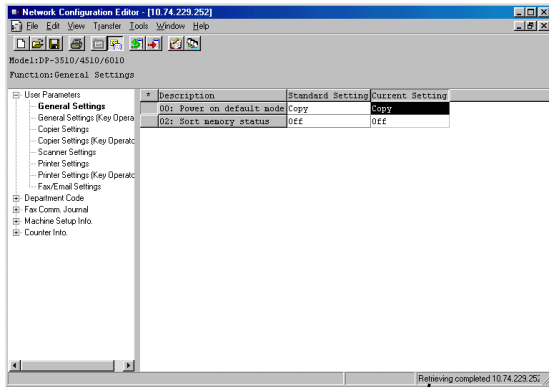 Network Configuration Editor - [10.74.229.252]
File Edit View Transfer Tools Window Help
Model:DP-3510/4510/6010
Function:General Settings
User Parameters
General Settings
General Settings (Key Opera
Copier Settings
Copier Settings (Key Operato
Scanner Settings
Printer Settings
Printer Settings (Key Operato
Fax/Email Settings
Department Code
Fax Comm. Journal
Machine Setup Info.
Counter Into.
* Description Standard Setting Current Setting
00: Power on default mode Copy Copy
02: Sort memory status Off Off
Retrieving completed 10.74.229.252